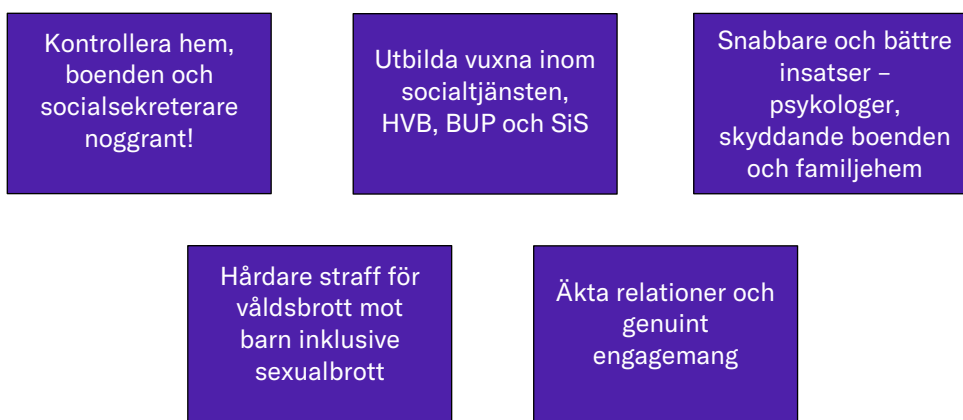 Kontrollera hem,
boenden och
socialsekreterare
noggrant!
Utbilda vuxna inom
socialtjänsten,
HVB, BUP och SiS
Snabbare och bättre
insatser –
psykologer,
skyddande boenden
och familjehem
Hårdare straff för
våldsbrott mot
barn inklusive
sexualbrott
Äkta relationer och
genuint
engagemang